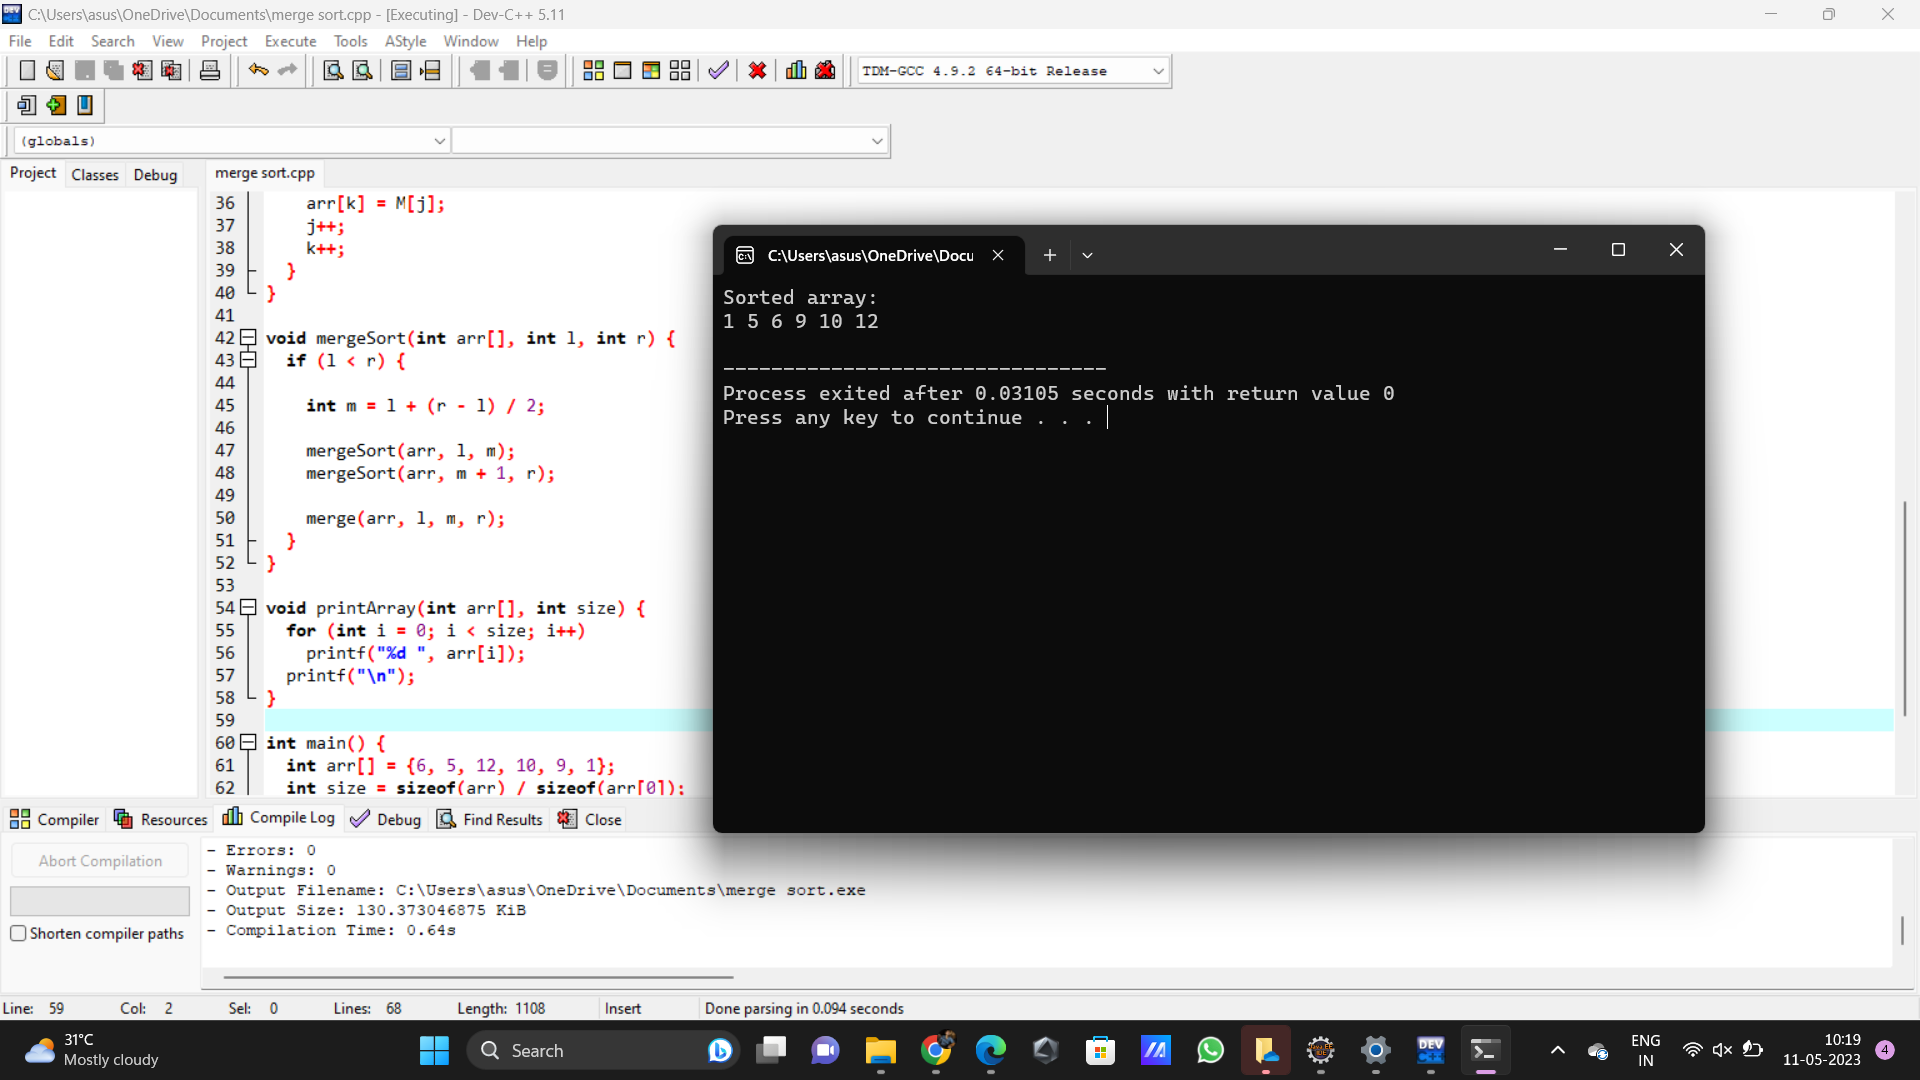 C:\Users\asus\OneDrive\Documents\merge sort.cpp - [Executing] - Dev-C++ 5.11
File Edit Search View Project Execute Tools AStyle Window Help
TDM-GCC 4.9.2 64-bit Release
(globals)
Project Classes Debug
merge sort.cpp
36 arr[k] = M[j];
37 j++;
38 k++;
39 }
40 }
41
42 void mergeSort(int arr[], int l, int r) {
43 if (l < r) {
44
45 int m = l + (r - l) / 2;
46
47 mergeSort(arr, l, m);
48 mergeSort(arr, m + 1, r);
49
50 merge(arr, l, m, r);
51 }
52 }
53
54 void printArray(int arr[], int size) {
55 for (int i = 0; i < size; i++)
56 printf("%d ", arr[i]);
57 printf("\n");
58 }
59
60 int main() {
61 int arr[] = {6, 5, 12, 10, 9, 1};
62 int size = sizeof(arr) / sizeof(arr[0]);
C:\Users\asus\OneDrive\Docu
Sorted array:
1 5 6 9 10 12
--------------------------------
Process exited after 0.03105 seconds with return value 0
Press any key to continue . . .
Compiler Resources Compile Log Debug Find Results Close
Abort Compilation
Shorten compiler paths
- Errors: 0
- Warnings: 0
- Output Filename: C:\Users\asus\OneDrive\Documents\merge sort.exe
- Output Size: 130.373046875 KiB
- Compilation Time: 0.64s
Line: 59 Col: 2 Sel: 0 Lines: 68 Length: 1108 Insert Done parsing in 0.094 seconds
31°C
Mostly cloudy
Search
DEV
ENG
IN
10:19
11-05-2023
4